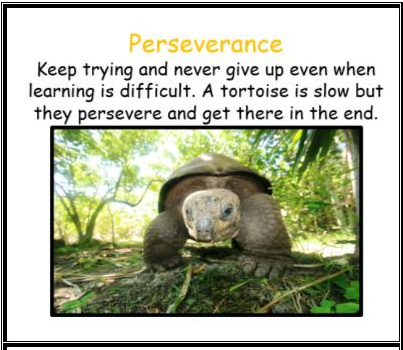 Perseverance
Keep trying and never give up even when
learning is difficult. A tortoise is slow but
they persevere and get there in the end.